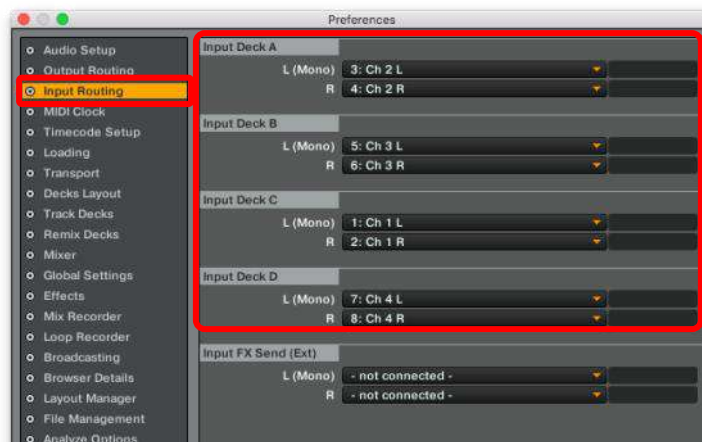 Preferences
Audio Setup
Output Routing
Input Routing
MIDI Clock
Timecode Setup
Loading
Transport
Decks Layout
Track Decks
Remix Decks
Mixer
Global Settings
Effects
Mix Recorder
Loop Recorder
Broadcasting
Browser Details
Layout Manager
File Management
Analyze Options
Input Deck A
L (Mono) 3: Ch 2 L
R 4: Ch 2 R
Input Deck B
L (Mono) 5: Ch 3 L
R 6: Ch 3 R
Input Deck C
L (Mono) 1: Ch 1 L
R 2: Ch 1 R
Input Deck D
L (Mono) 7: Ch 4 L
R 8: Ch 4 R
Input FX Send (Ext)
L (Mono) - not connected -
R - not connected -